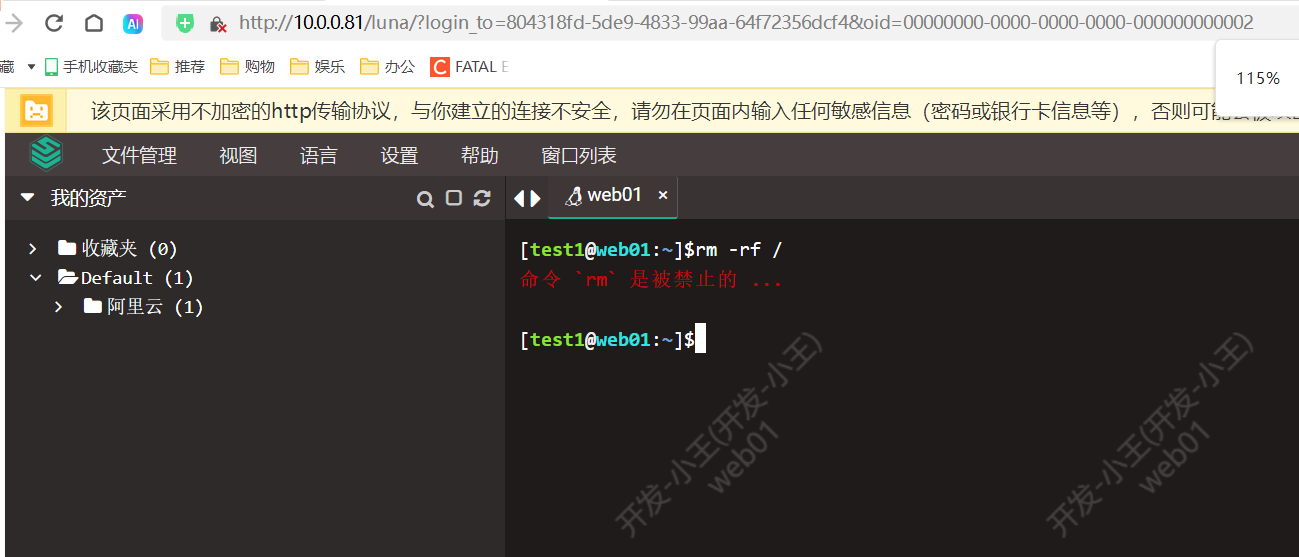 http://10.0.0.81/luna/?login_to=804318fd-5de9-4833-99aa-64f72356dcf4&oid=00000000-0000-0000-0000-000000000002
藏 手机收藏夹 推荐 购物 娱乐 办公 C FATAL E
115%
该页面采用不加密的http传输协议，与你建立的连接不安全，请勿在页面内输入任何敏感信息（密码或银行卡信息等），否则可能
文件管理 视图 语言 设置 帮助 窗口列表
我的资产 web01 ×
收藏夹 (0)
Default (1)
阿里云 (1)
[test1@web01:~]$rm -rf /
命令 `rm` 是被禁止的 ...
[test1@web01:~]$
开发-小王(开发-小王)
web01
开发-小王(开发-小王)
web01